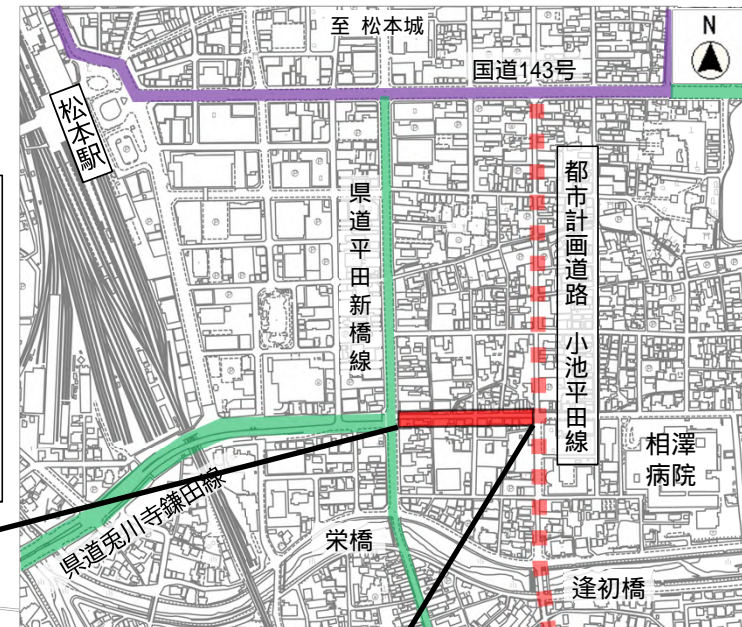 至 松本城
N
国道143号
松本駅
都市計画道路 小池平田線
県道平田新橋線
相澤
病院
県道兎川寺鎌田線
栄橋
逢初橋